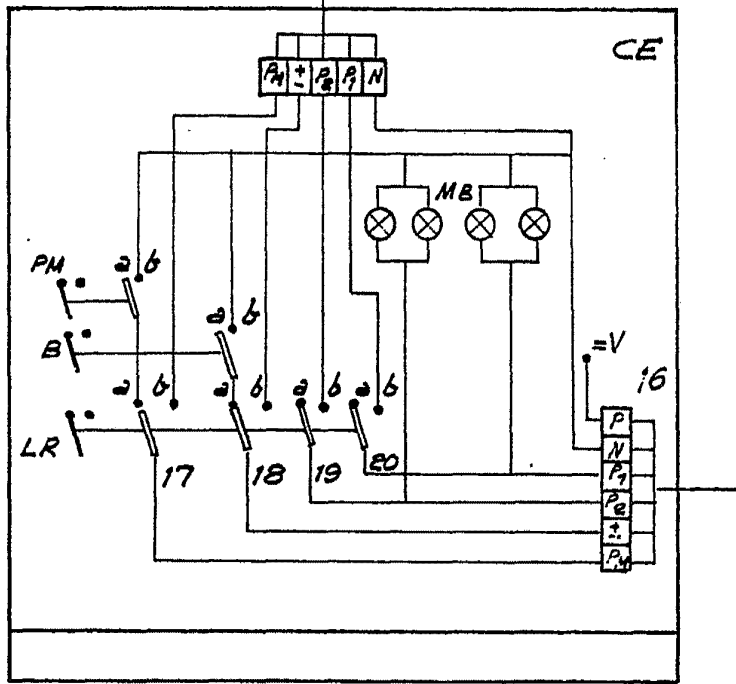 CE
PM ± P2 P1 N
MB
a b
PM
a b
B
=V
16
a b a b a b a b
LR
17 18 19 20
P
N
P1
P2
±
PM